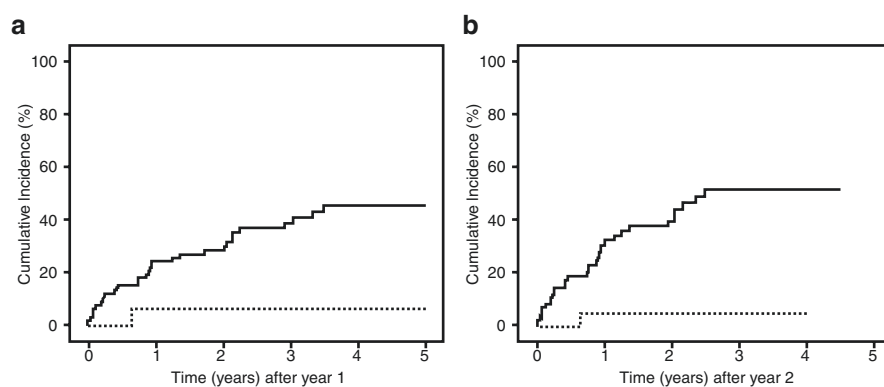 a
100
80
60
40
20
0
Cumulative Incidence (%)
0 1 2 3 4 5
Time (years) after year 1
b
100
80
60
40
20
0
Cumulative Incidence (%)
0 1 2 3 4 5
Time (years) after year 2